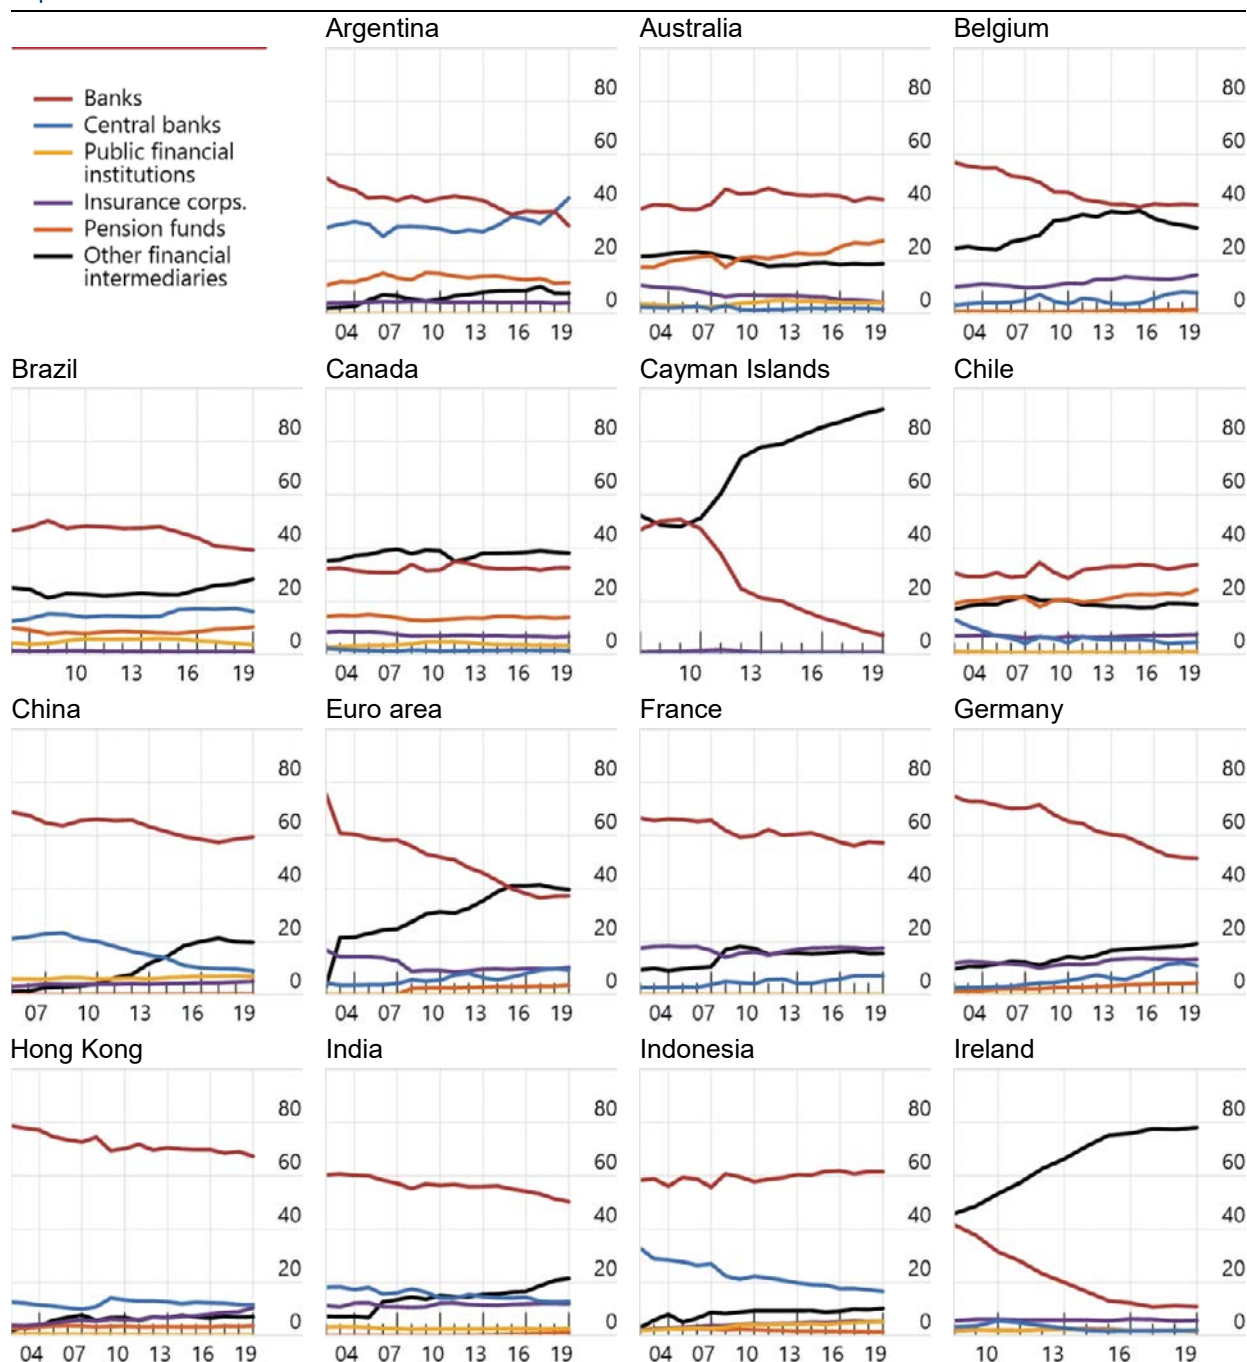 Argentina
Australia
Belgium
Banks
Central banks
Public financial
institutions
Insurance corps.
Pension funds
Other financial
intermediaries
80
60
40
20
0
04 07 10 13 16 19
80
60
40
20
0
04 07 10 13 16 19
80
60
40
20
0
04 07 10 13 16 19
Brazil
Canada
Cayman Islands
Chile
80
60
40
20
0
10 13 16 19
80
60
40
20
0
04 07 10 13 16 19
80
60
40
20
0
10 13 16 19
80
60
40
20
0
04 07 10 13 16 19
China
Euro area
France
Germany
80
60
40
20
0
07 10 13 16 19
80
60
40
20
0
04 07 10 13 16 19
80
60
40
20
0
04 07 10 13 16 19
80
60
40
20
0
04 07 10 13 16 19
Hong Kong
India
Indonesia
Ireland
80
60
40
20
0
04 07 10 13 16 19
80
60
40
20
0
04 07 10 13 16 19
80
60
40
20
0
04 07 10 13 16 19
80
60
40
20
0
10 13 16 19